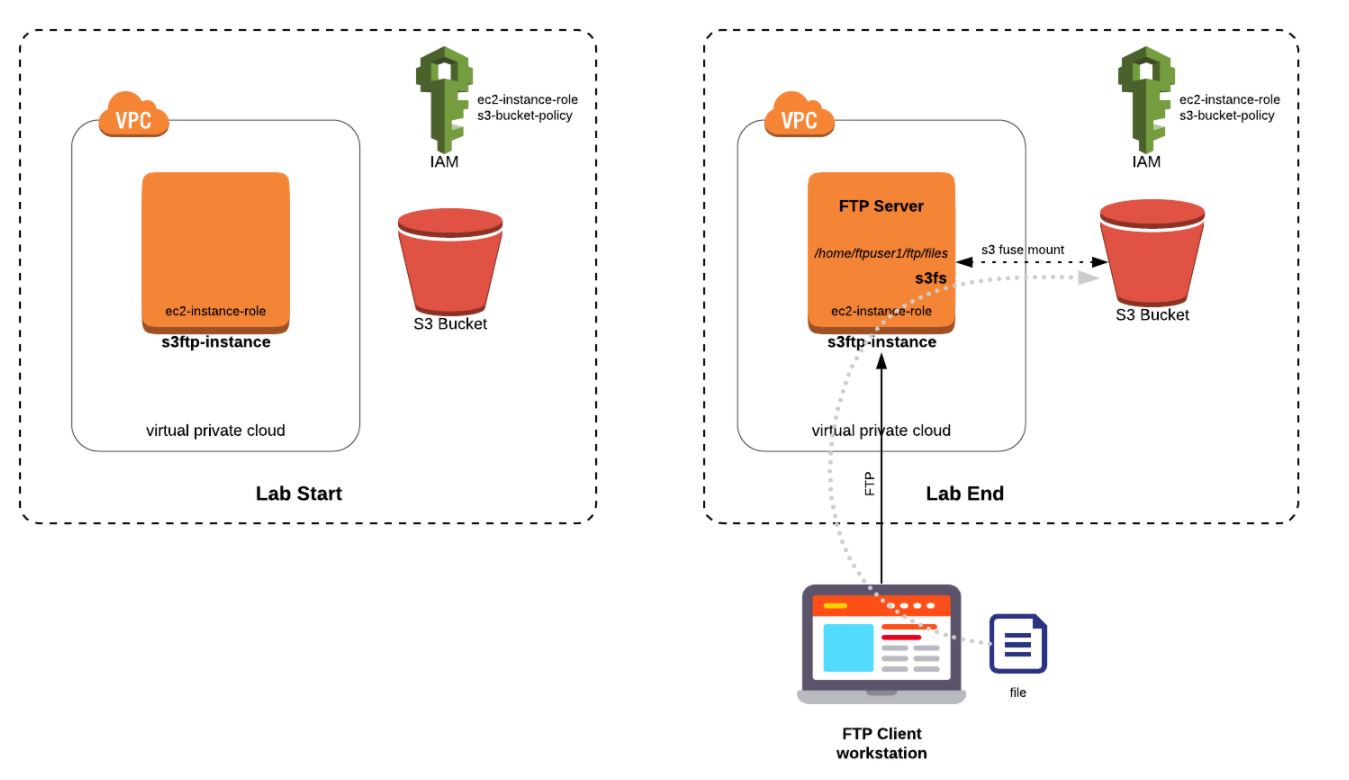 VPC
ec2-instance-role
s3-bucket-policy
IAM
ec2-instance-role
s3ftp-instance
S3 Bucket
virtual private cloud
Lab Start
VPC
ec2-instance-role
s3-bucket-policy
IAM
FTP Server
/home/ftpuser1/ftp/files
s3 fuse mount
s3fs
ec2-instance-role
s3ftp-instance
S3 Bucket
virtual private cloud
FTP
Lab End
file
FTP Client
workstation